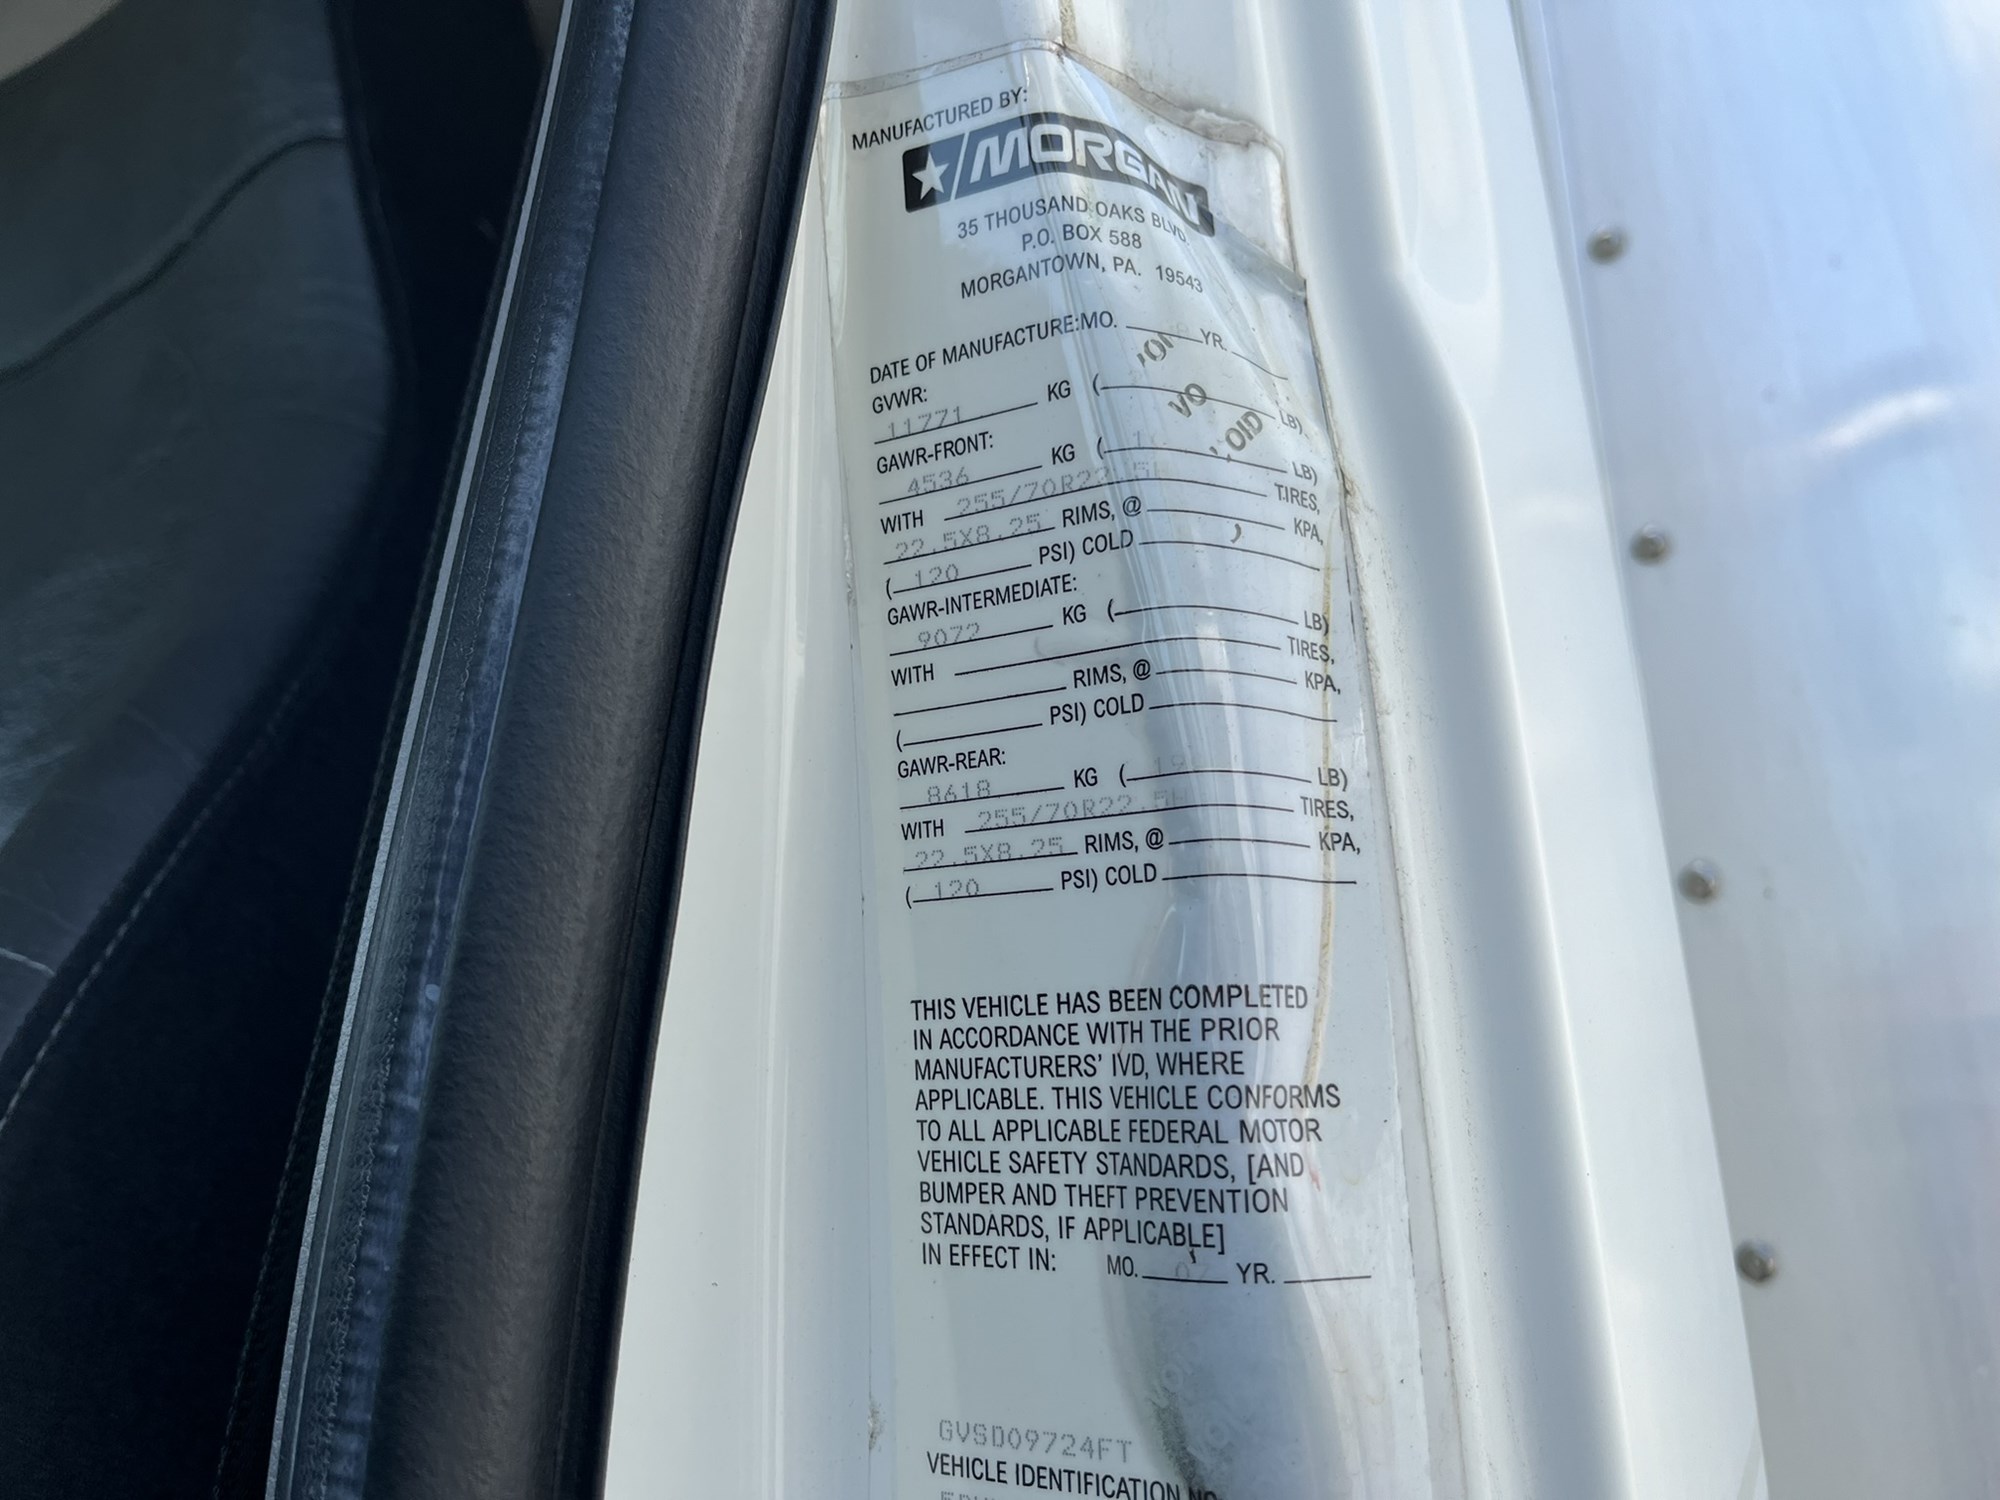 MANUFACTURED BY:
MORGAN
35 THOUSAND OAKS BLVD.
P.O. BOX 588
MORGANTOWN, PA. 19543
DATE OF MANUFACTURE:MO. YR.
GVWR:
11771 KG ( LB)
GAWR-FRONT:
4536 KG ( LB)
WITH 255/70R22.5H TIRES,
22.5X8.25 RIMS, @ KPA,
( 120 PSI) COLD
GAWR-INTERMEDIATE:
9072 KG ( LB)
WITH TIRES,
RIMS, @ KPA,
( PSI) COLD
GAWR-REAR:
8618 KG ( LB)
WITH 255/70R22.5H TIRES,
22.5X8.25 RIMS, @ KPA,
( 120 PSI) COLD
THIS VEHICLE HAS BEEN COMPLETED
IN ACCORDANCE WITH THE PRIOR
MANUFACTURERS' IVD, WHERE
APPLICABLE. THIS VEHICLE CONFORMS
TO ALL APPLICABLE FEDERAL MOTOR
VEHICLE SAFETY STANDARDS, [AND
BUMPER AND THEFT PREVENTION
STANDARDS, IF APPLICABLE]
IN EFFECT IN: MO. 07 YR.
GVSD09724FT
VEHICLE IDENTIFICATION NO.